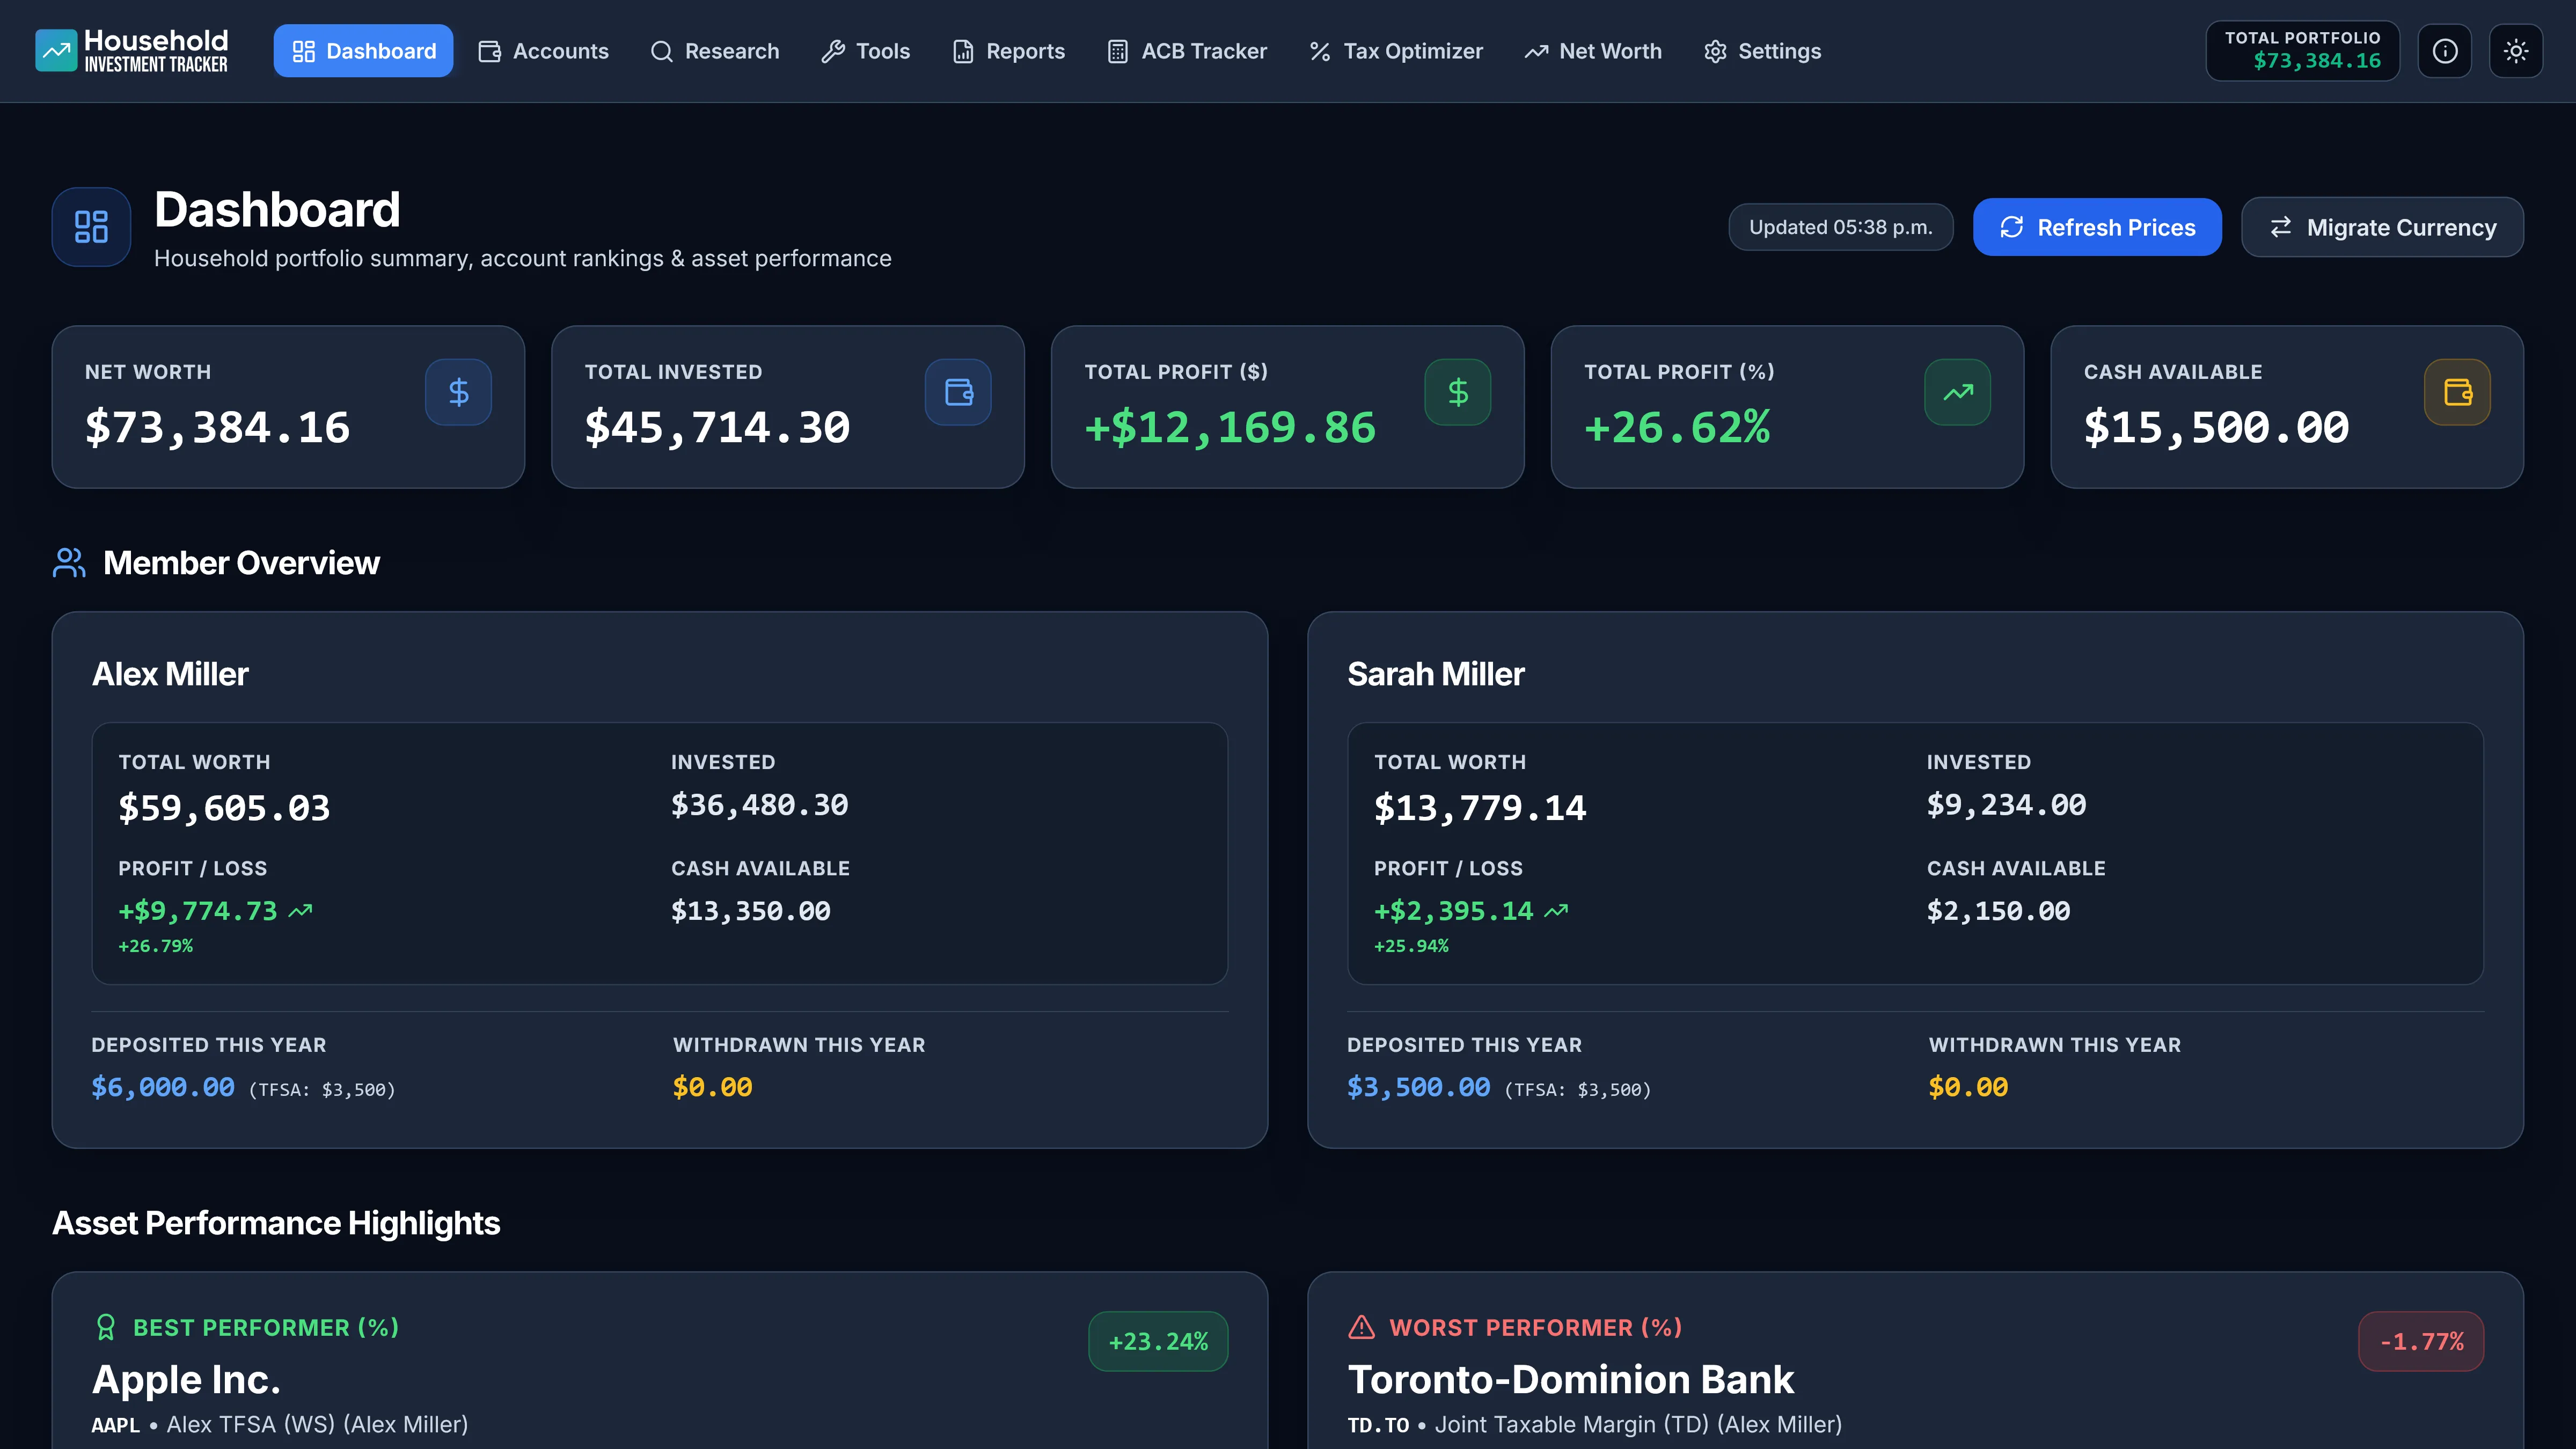 Household
INVESTMENT TRACKER
Dashboard
Accounts
Research
Tools
Reports
ACB Tracker
Tax Optimizer
Net Worth
Settings
TOTAL PORTFOLIO
$73,384.16
Dashboard
Household portfolio summary, account rankings & asset performance
Updated 05:38 p.m.
Refresh Prices
Migrate Currency
NET WORTH
$73,384.16
TOTAL INVESTED
$45,714.30
TOTAL PROFIT ($)
+$12,169.86
TOTAL PROFIT (%)
+26.62%
CASH AVAILABLE
$15,500.00
Member Overview
Alex Miller
TOTAL WORTH
$59,605.03
INVESTED
$36,480.30
PROFIT / LOSS
+$9,774.73
+26.79%
CASH AVAILABLE
$13,350.00
DEPOSITED THIS YEAR
$6,000.00 (TFSA: $3,500)
WITHDRAWN THIS YEAR
$0.00
Sarah Miller
TOTAL WORTH
$13,779.14
INVESTED
$9,234.00
PROFIT / LOSS
+$2,395.14
+25.94%
CASH AVAILABLE
$2,150.00
DEPOSITED THIS YEAR
$3,500.00 (TFSA: $3,500)
WITHDRAWN THIS YEAR
$0.00
Asset Performance Highlights
BEST PERFORMER (%)
+23.24%
Apple Inc.
AAPL • Alex TFSA (WS) (Alex Miller)
WORST PERFORMER (%)
-1.77%
Toronto-Dominion Bank
TD.TO • Joint Taxable Margin (TD) (Alex Miller)